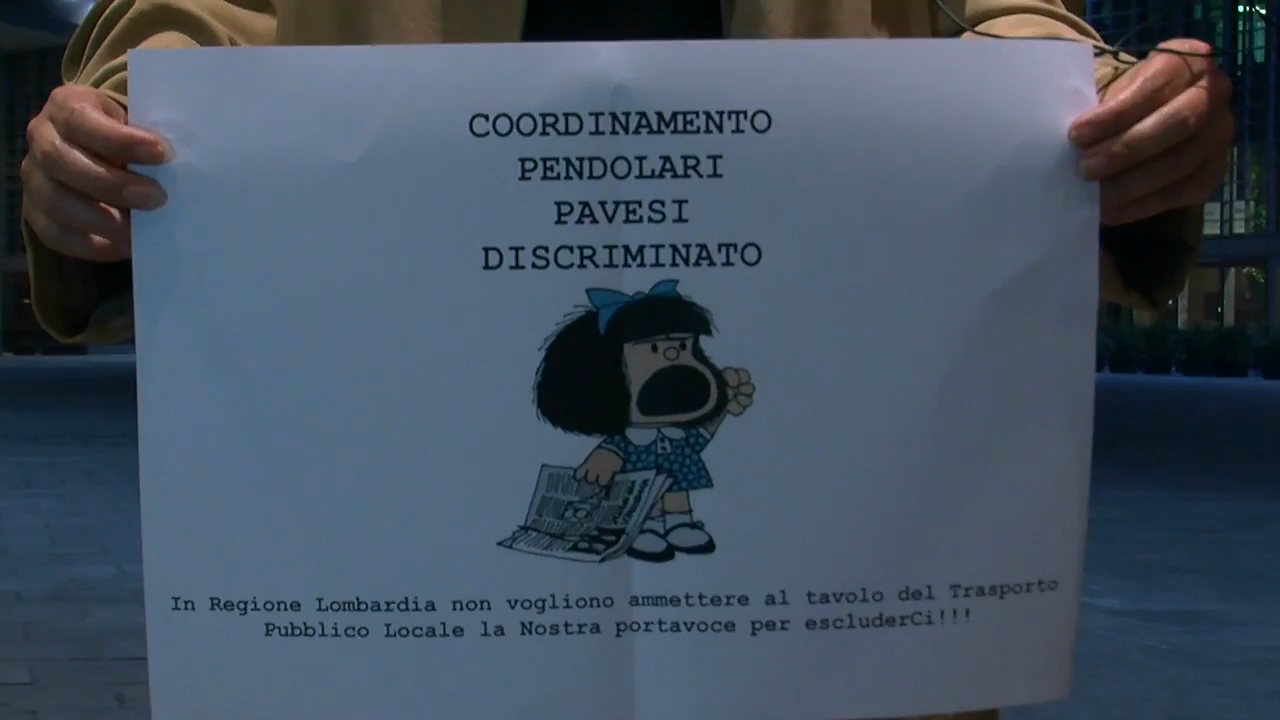 COORDINAMENTO
PENDOLARI
PAVESI
DISCRIMINATO
In Regione Lombardia non vogliono ammettere al tavolo del Trasporto
Pubblico Locale la Nostra portavoce per escluderCi!!!